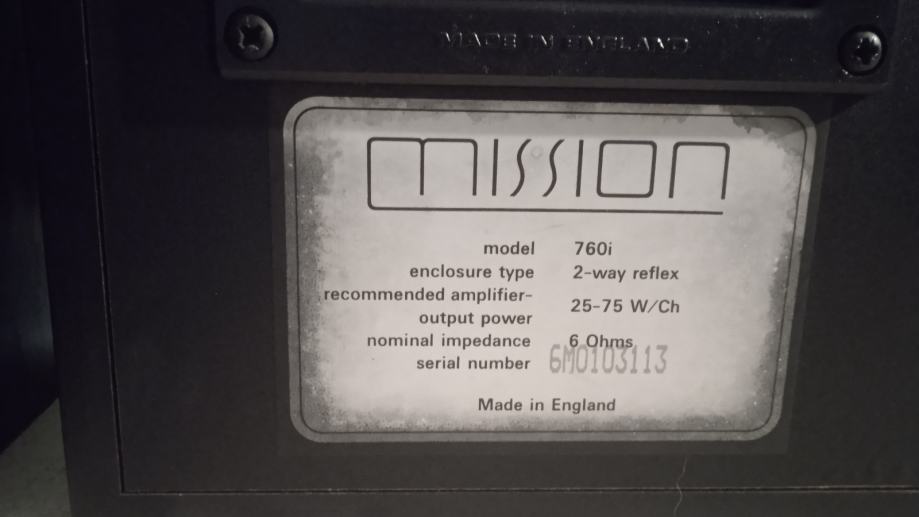 MADE IN ENGLAND
mission
model 760i
enclosure type 2-way reflex
recommended amplifier-
output power 25-75 W/Ch
nominal impedance 6 Ohms
serial number 6M0103113
Made in England